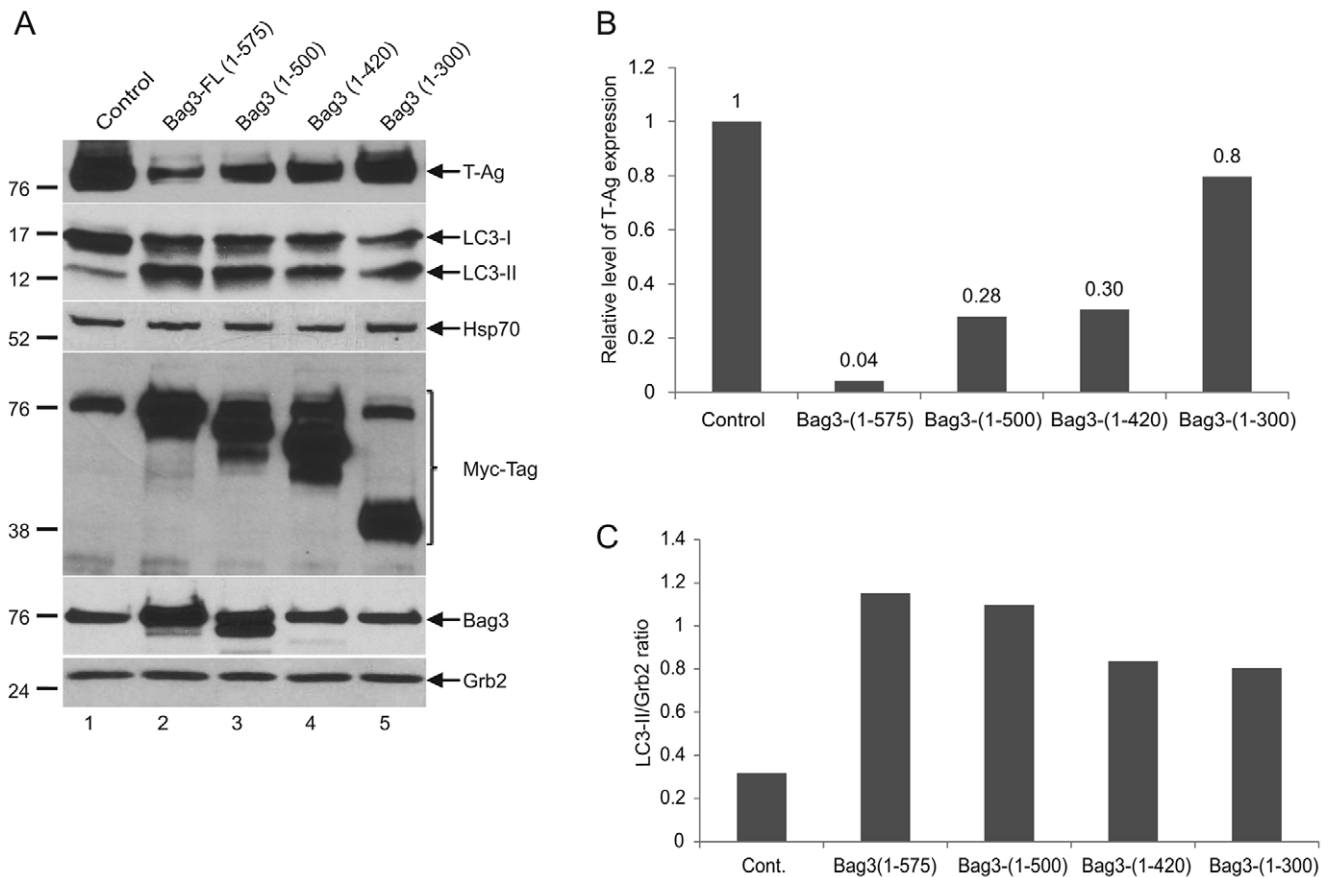 A
Control
Bag3-FL (1-575)
Bag3 (1-500)
Bag3 (1-420)
Bag3 (1-300)
76
T-Ag
17
LC3-I
12
LC3-II
52
Hsp70
76
38
Myc-Tag
76
Bag3
24
Grb2
1 2 3 4 5
B
Relative level of T-Ag expression
1.2
1
0.8
0.6
0.4
0.2
0
1
0.04
0.28
0.30
0.8
Control Bag3-(1-575) Bag3-(1-500) Bag3-(1-420) Bag3-(1-300)
C
LC3-II/Grb2 ratio
1.4
1.2
1
0.8
0.6
0.4
0.2
0
Cont. Bag3(1-575) Bag3-(1-500) Bag3-(1-420) Bag3-(1-300)